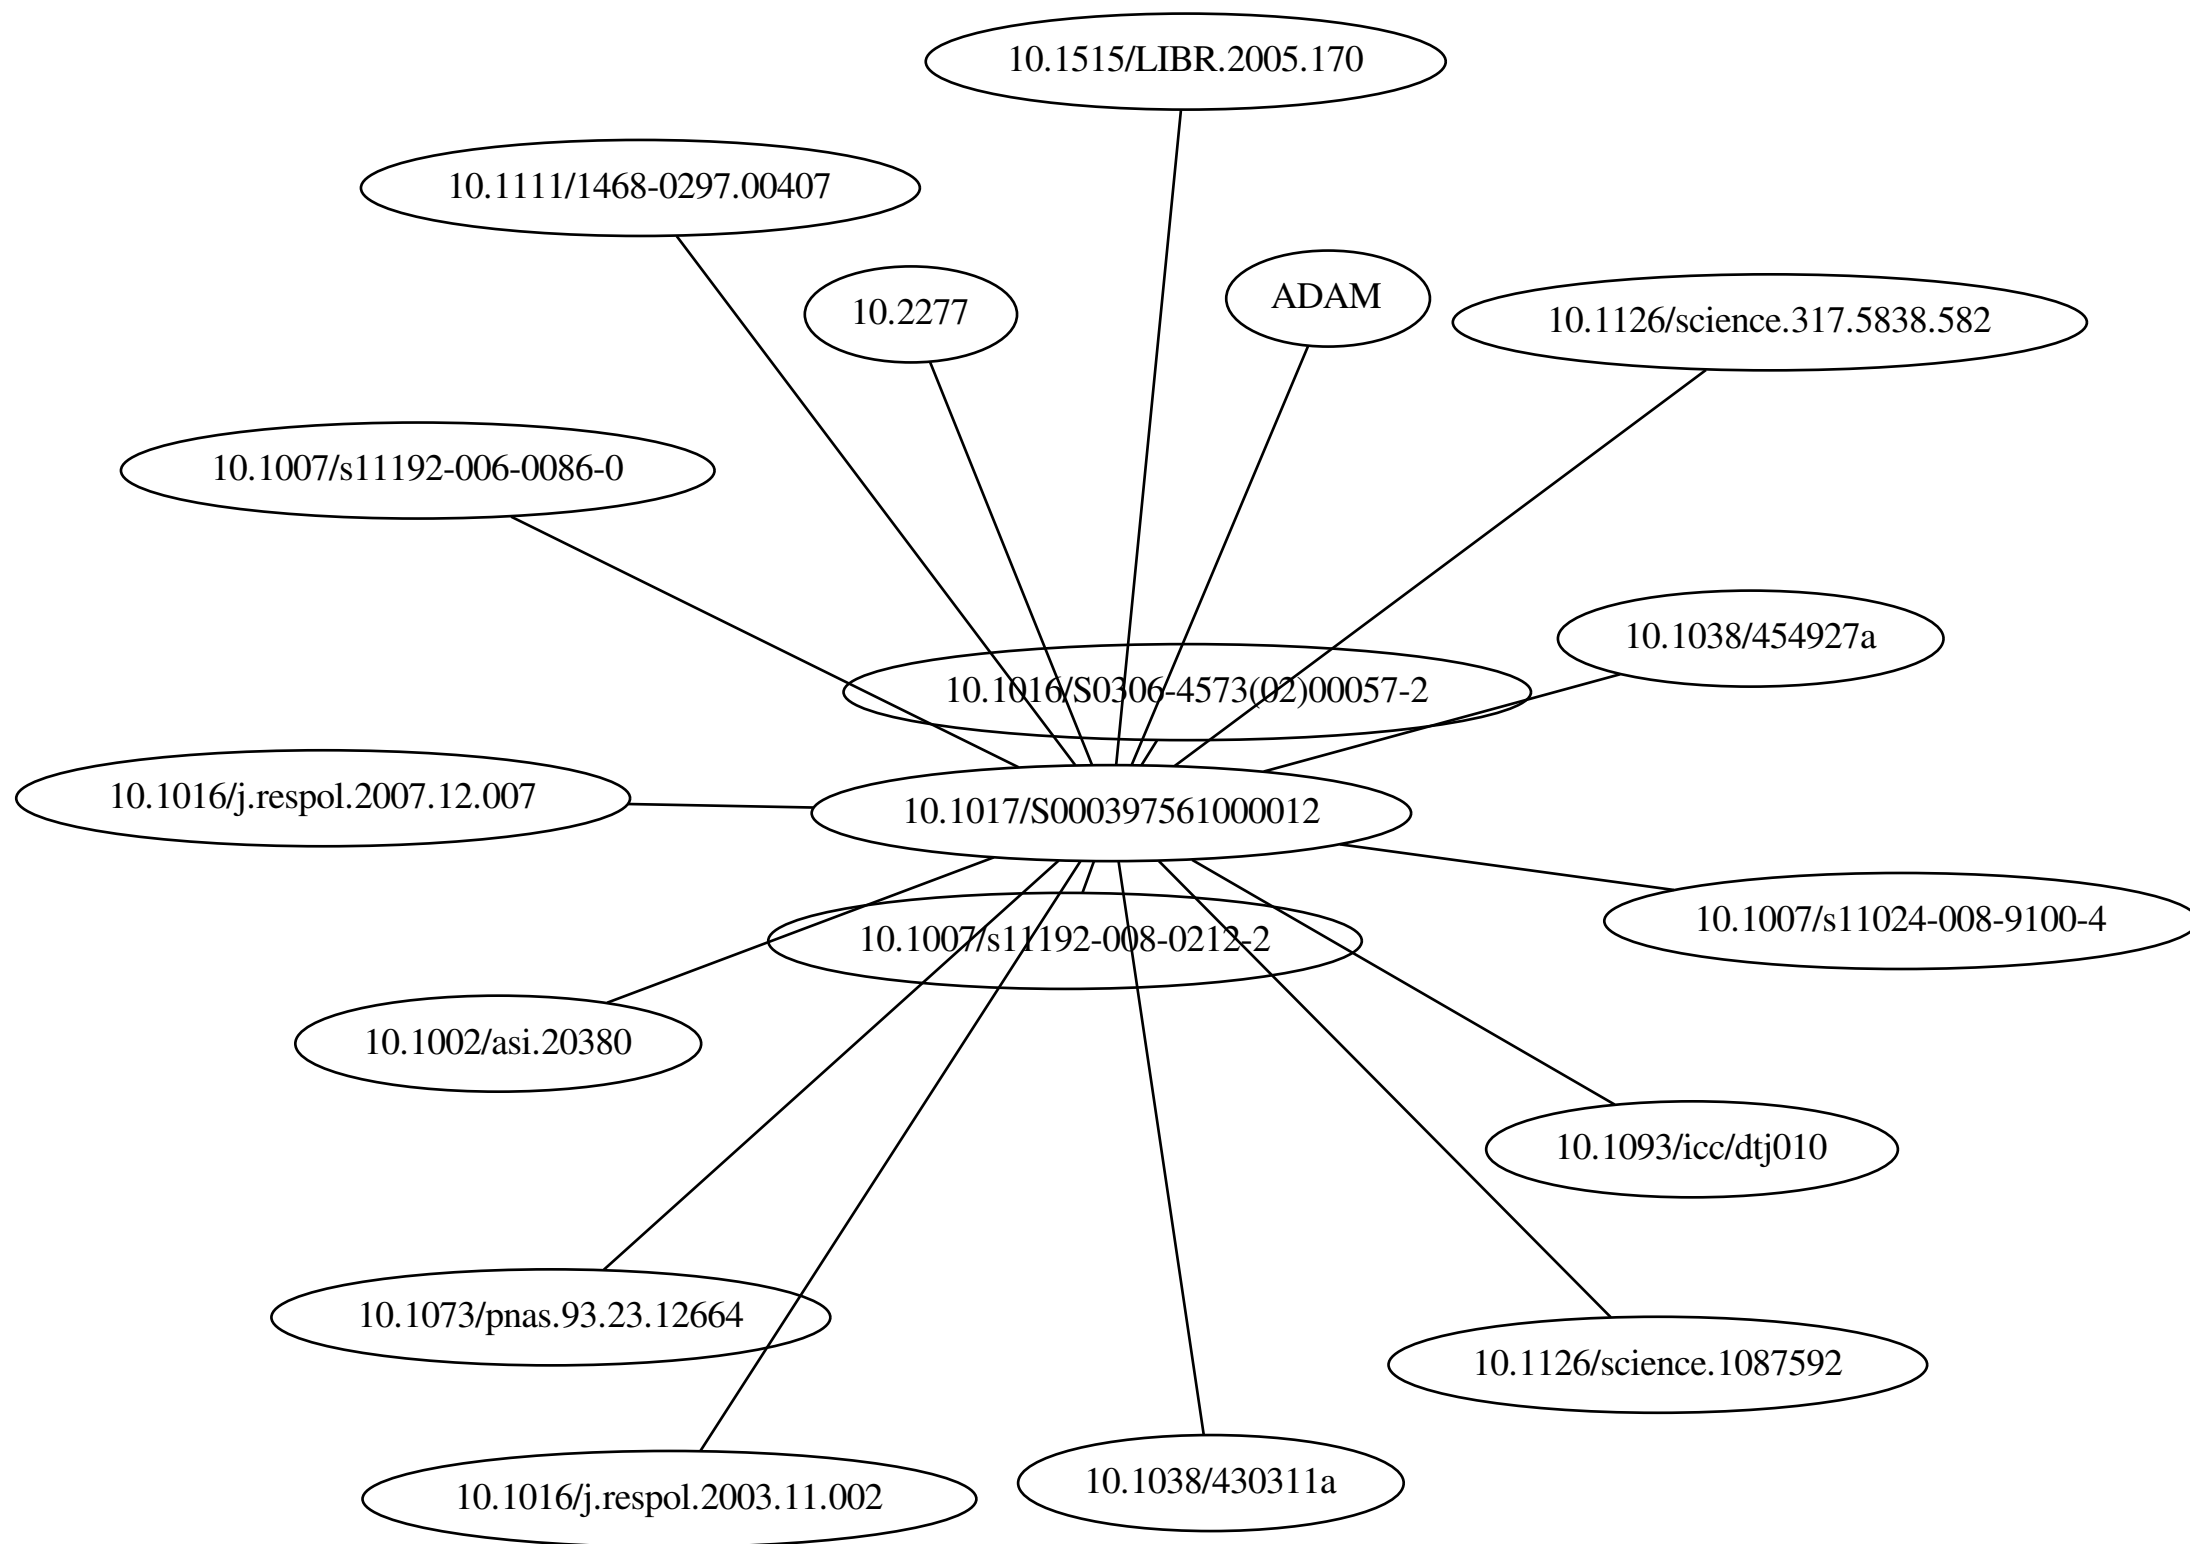 10.1515/LIBR.2005.170
10.1111/1468-0297.00407
10.2277
ADAM
10.1126/science.317.5838.582
10.1007/s11192-006-0086-0
10.1038/454927a
10.1016/S0306-4573(02)00057-2
10.1016/j.respol.2007.12.007
10.1017/S000397561000012
10.1007/s11024-008-9100-4
10.1007/s11192-008-0212-2
10.1002/asi.20380
10.1093/icc/dtj010
10.1073/pnas.93.23.12664
10.1126/science.1087592
10.1016/j.respol.2003.11.002
10.1038/430311a